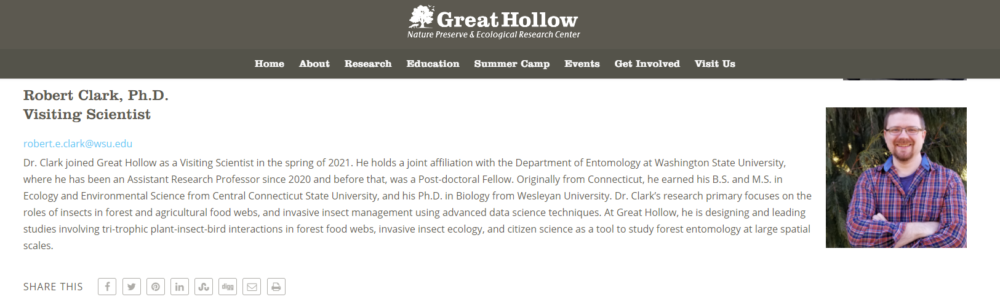 Great Hollow
Nature Preserve & Ecological Research Center
Home About Research Education Summer Camp Events Get Involved Visit Us
Robert Clark, Ph.D.
Visiting Scientist
robert.e.clark@wsu.edu
Dr. Clark joined Great Hollow as a Visiting Scientist in the spring of 2021. He holds a joint affiliation with the Department of Entomology at Washington State University,
where he has been an Assistant Research Professor since 2020 and before that, was a Post-doctoral Fellow. Originally from Connecticut, he earned his B.S. and M.S. in
Ecology and Environmental Science from Central Connecticut State University, and his Ph.D. in Biology from Wesleyan University. Dr. Clark’s research primary focuses on the
roles of insects in forest and agricultural food webs, and invasive insect management using advanced data science techniques. At Great Hollow, he is designing and leading
studies involving tri-trophic plant-insect-bird interactions in forest food webs, invasive insect ecology, and citizen science as a tool to study forest entomology at large spatial
scales.
SHARE THIS digg